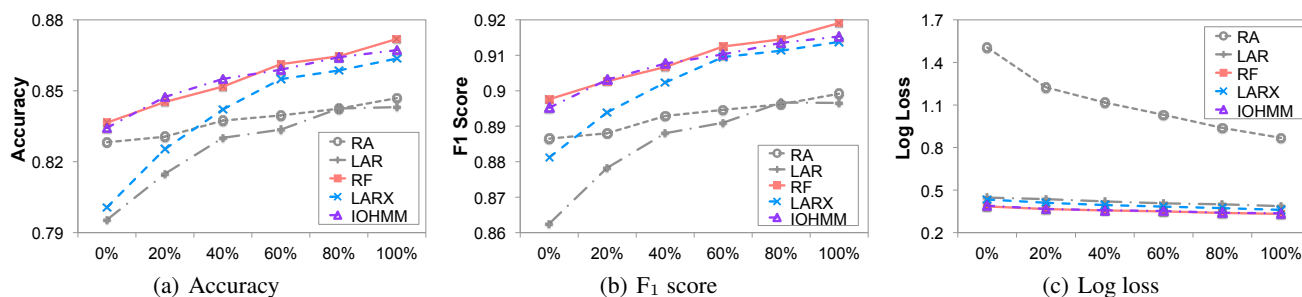 0.88
0.85
0.82
0.79
Accuracy
RA
LAR
RF
LARX
IOHMM
0% 20% 40% 60% 80% 100%
(a) Accuracy
0.92
0.91
0.9
0.89
0.88
0.87
0.86
F1 Score
RA
LAR
RF
LARX
IOHMM
0% 20% 40% 60% 80% 100%
(b) F₁ score
1.7
1.4
1.1
0.8
0.5
0.2
Log Loss
RA
LAR
RF
LARX
IOHMM
0% 20% 40% 60% 80% 100%
(c) Log loss